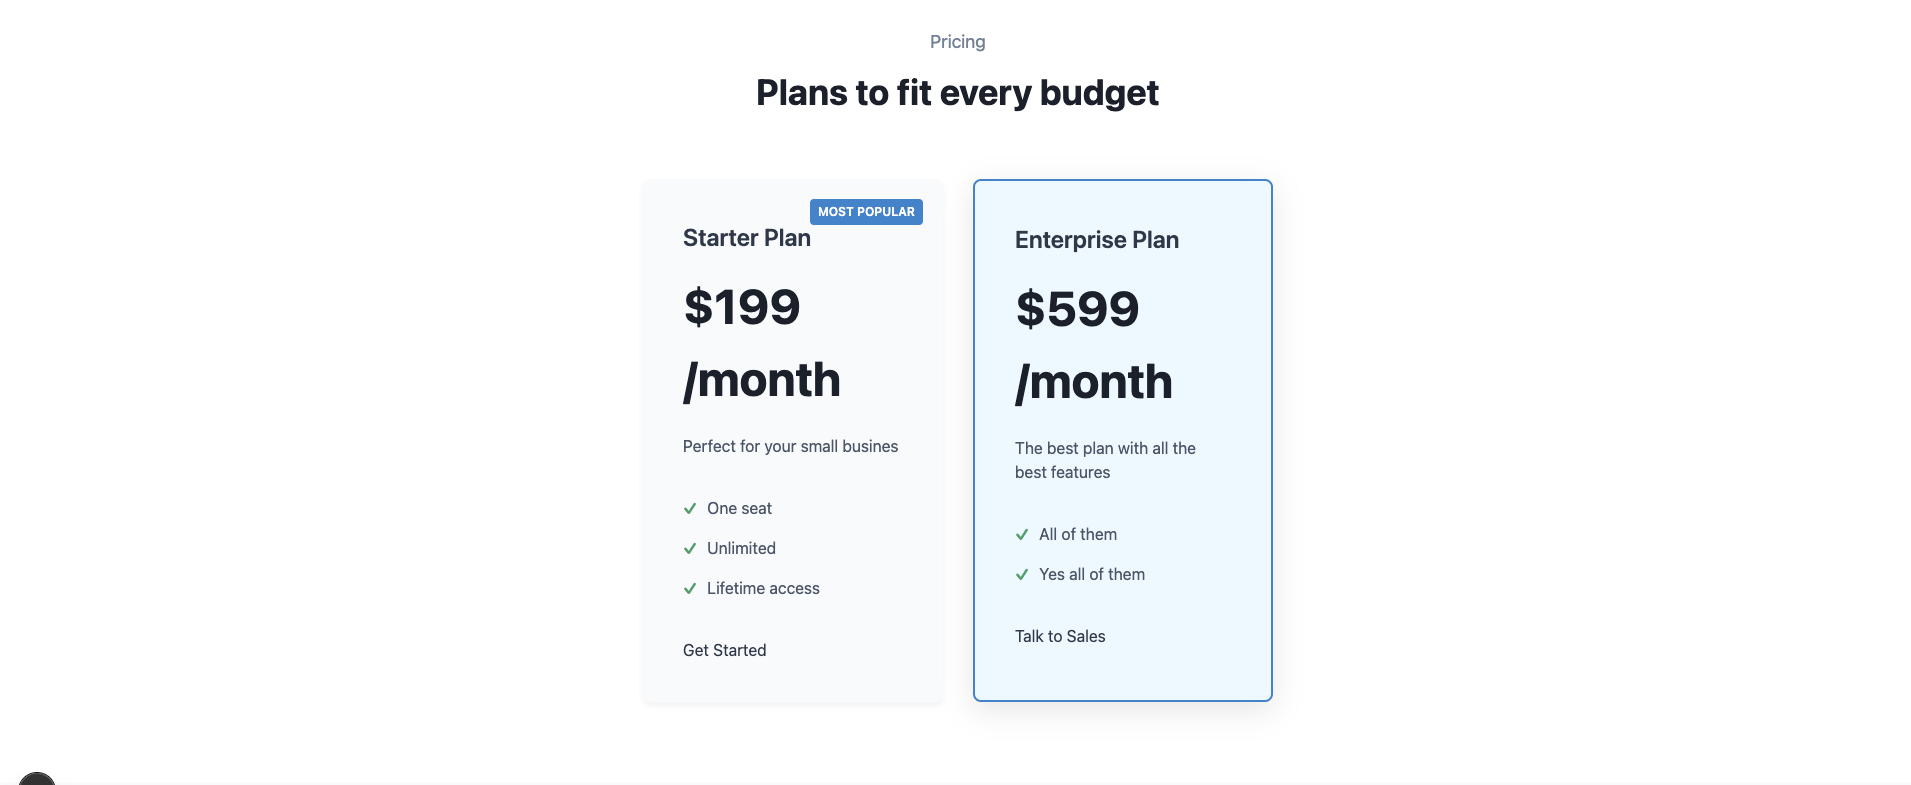 Pricing
Plans to fit every budget
MOST POPULAR
Starter Plan
$199
/month
Perfect for your small busines
One seat
Unlimited
Lifetime access
Get Started
Enterprise Plan
$599
/month
The best plan with all the
best features
All of them
Yes all of them
Talk to Sales